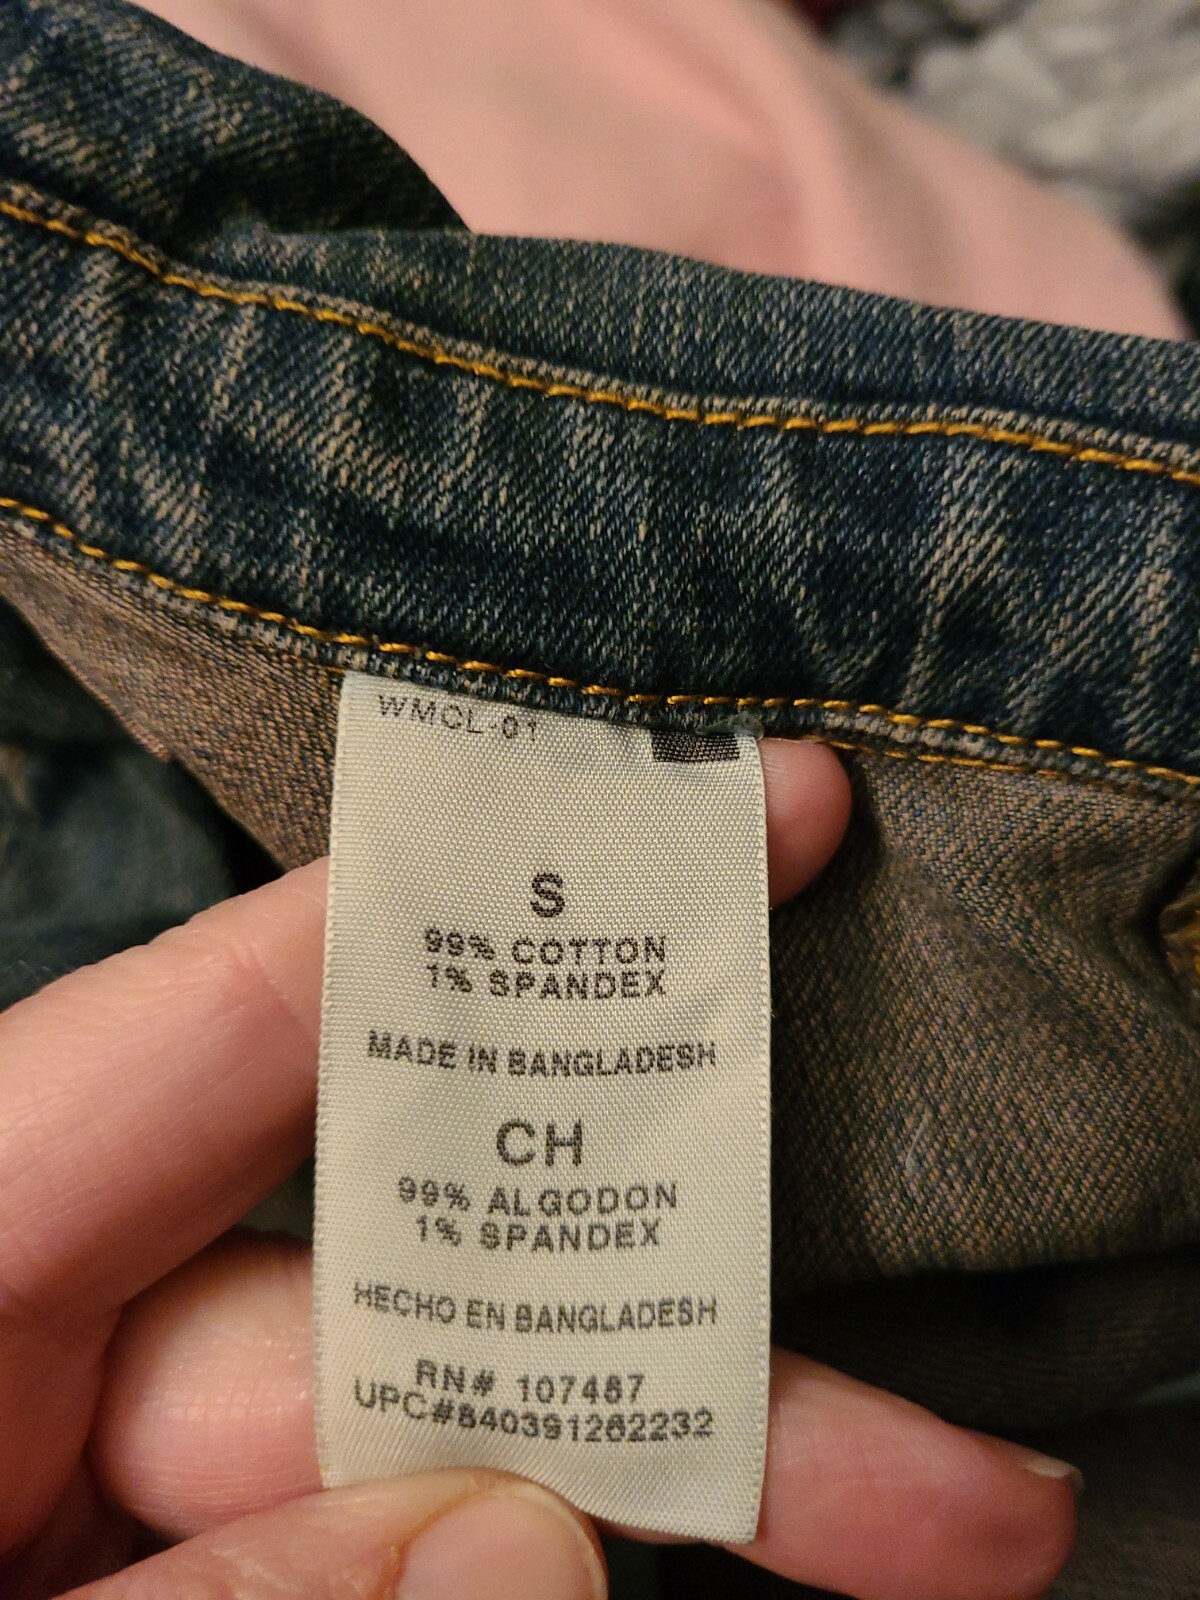 WMCL-01
S
99% COTTON
1% SPANDEX
MADE IN BANGLADESH
CH
99% ALGODON
1% SPANDEX
HECHO EN BANGLADESH
RN# 107487
UPC#840391262232